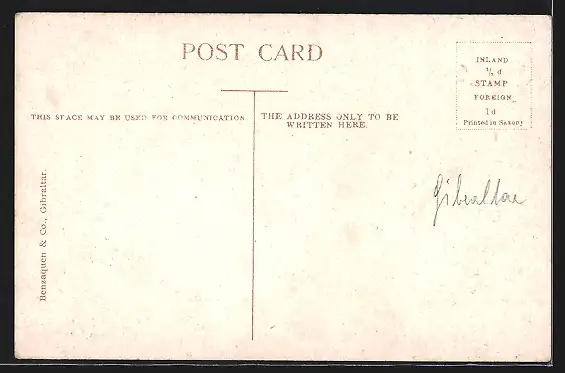 POST CARD
THIS SPACE MAY BE USED FOR COMMUNICATION
THE ADDRESS ONLY TO BE
WRITTEN HERE.
INLAND
½ d
STAMP
FOREIGN
1d
Printed in Saxony
Gibraltar
Benzaquen & Co., Gibraltar.